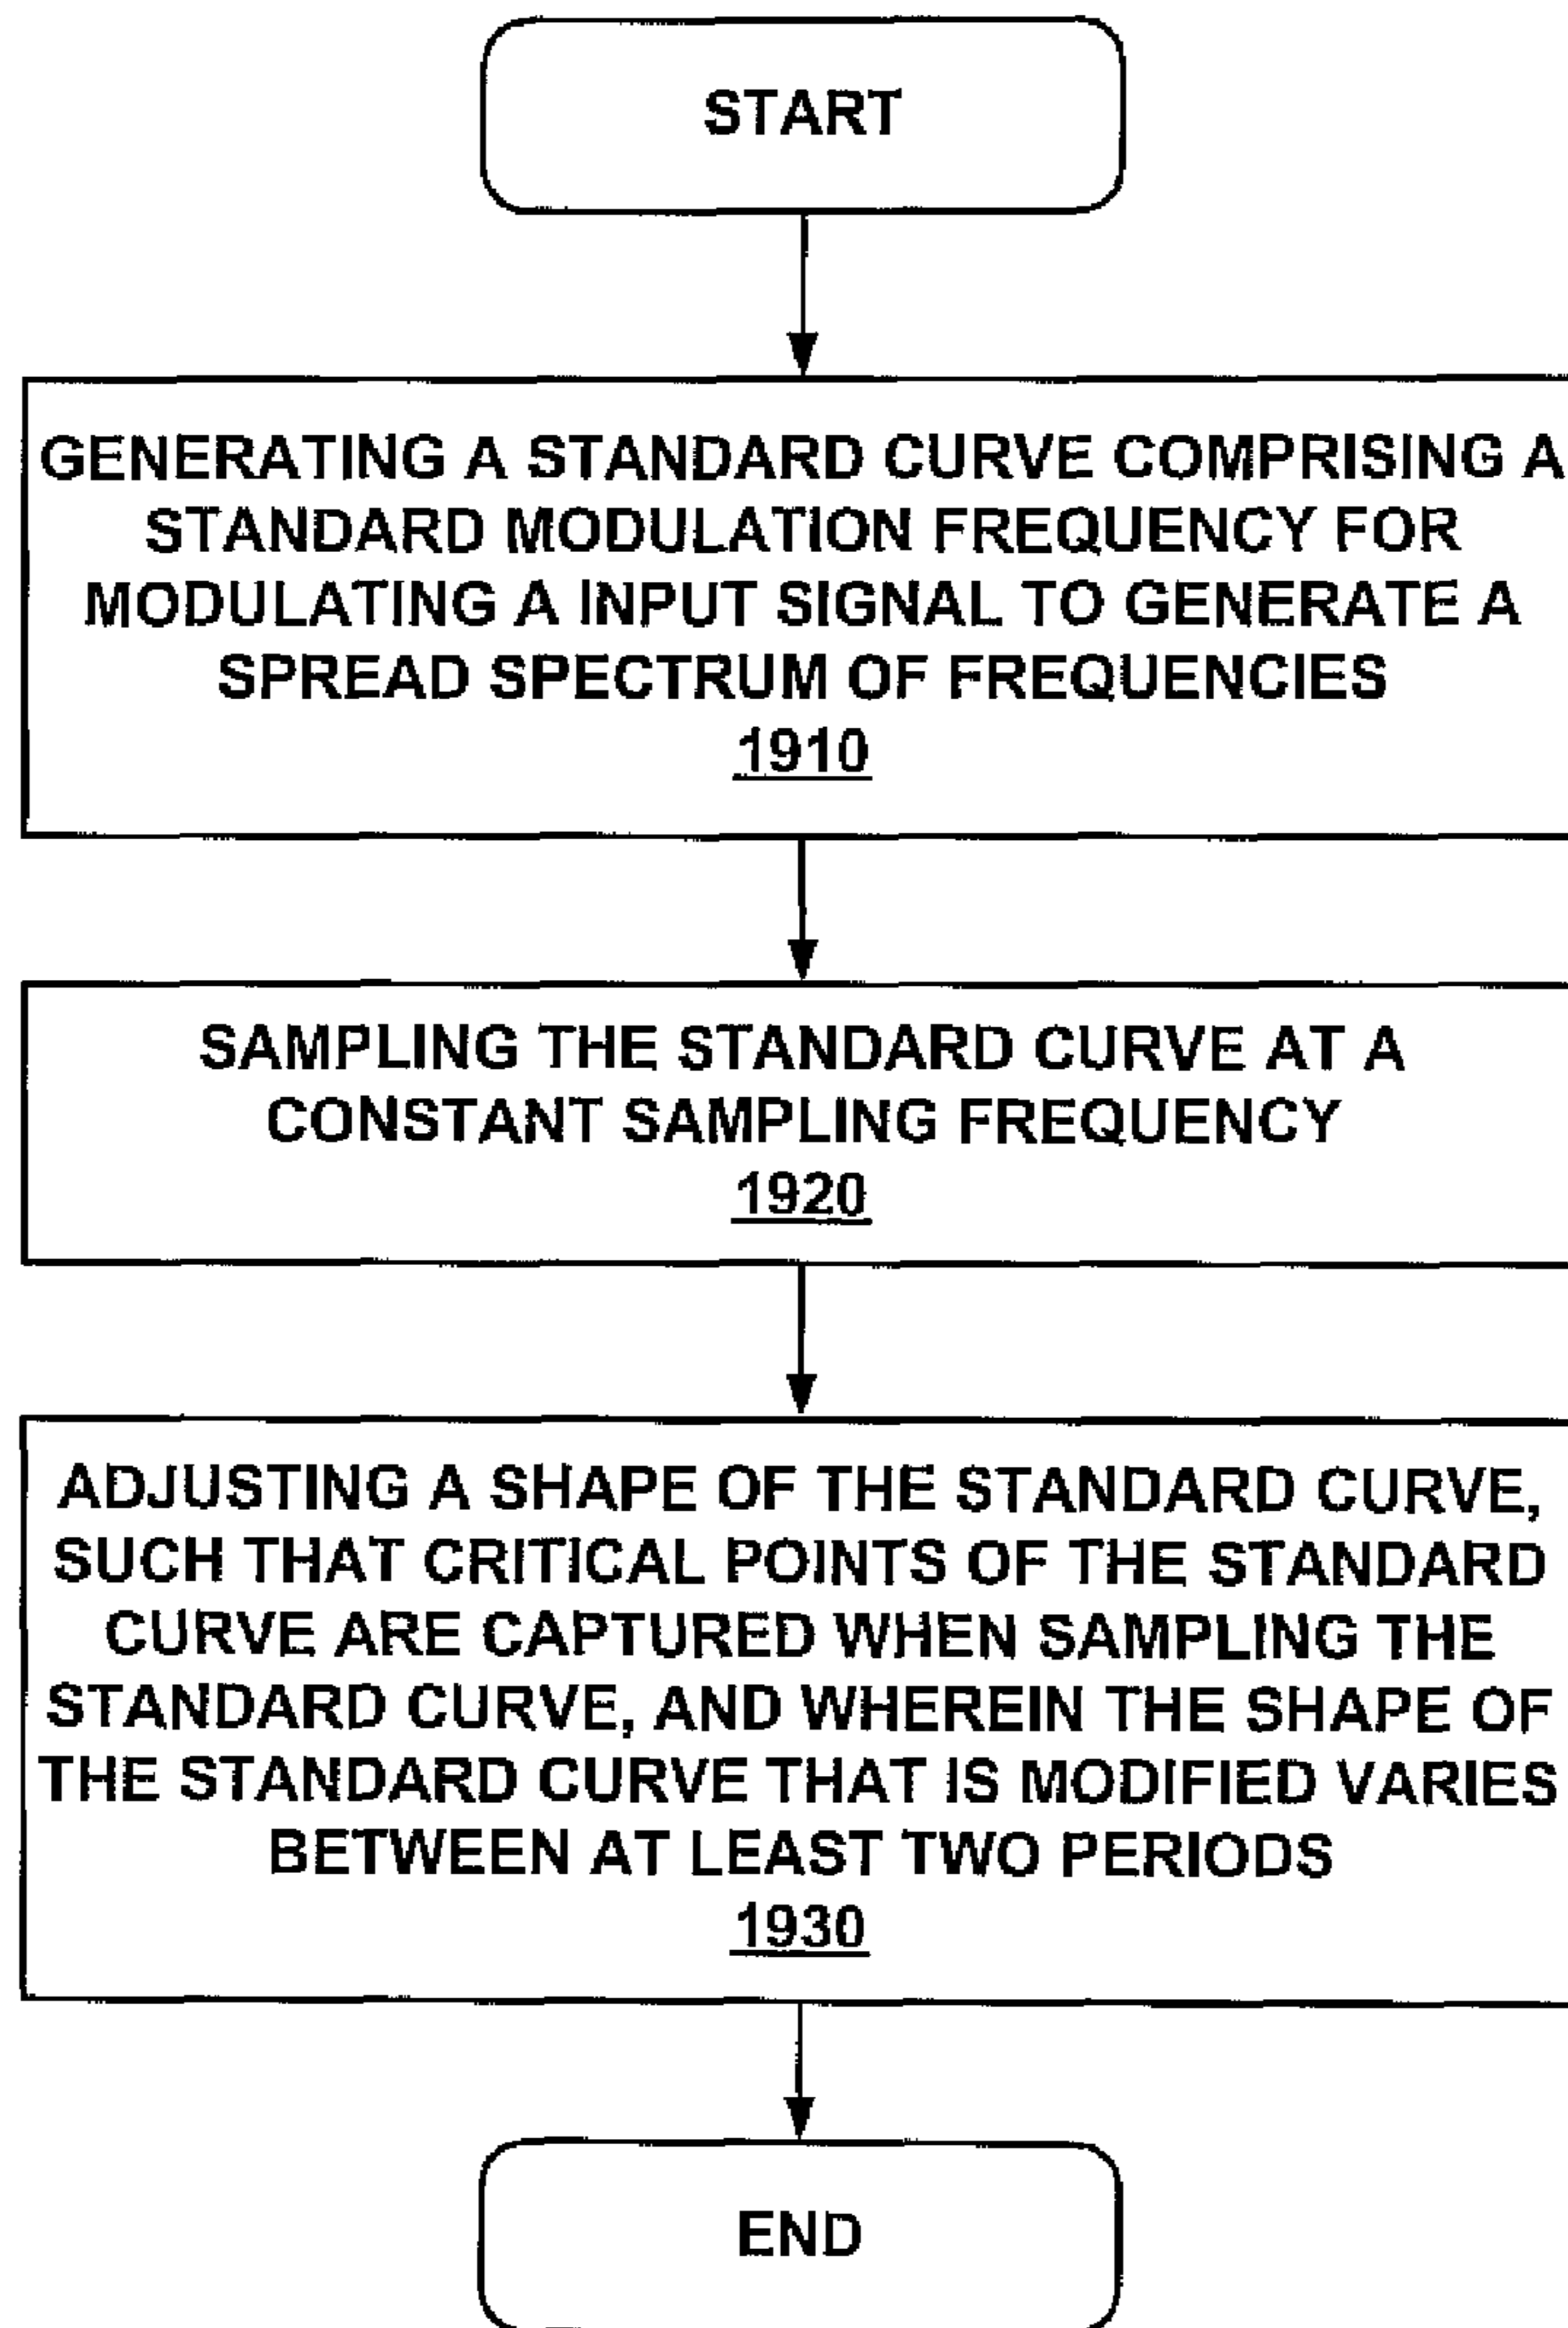 START
GENERATING A STANDARD CURVE COMPRISING A
STANDARD MODULATION FREQUENCY FOR
MODULATING A INPUT SIGNAL TO GENERATE A
SPREAD SPECTRUM OF FREQUENCIES
1910
SAMPLING THE STANDARD CURVE AT A
CONSTANT SAMPLING FREQUENCY
1920
ADJUSTING A SHAPE OF THE STANDARD CURVE,
SUCH THAT CRITICAL POINTS OF THE STANDARD
CURVE ARE CAPTURED WHEN SAMPLING THE
STANDARD CURVE, AND WHEREIN THE SHAPE OF
THE STANDARD CURVE THAT IS MODIFIED VARIES
BETWEEN AT LEAST TWO PERIODS
1930
END